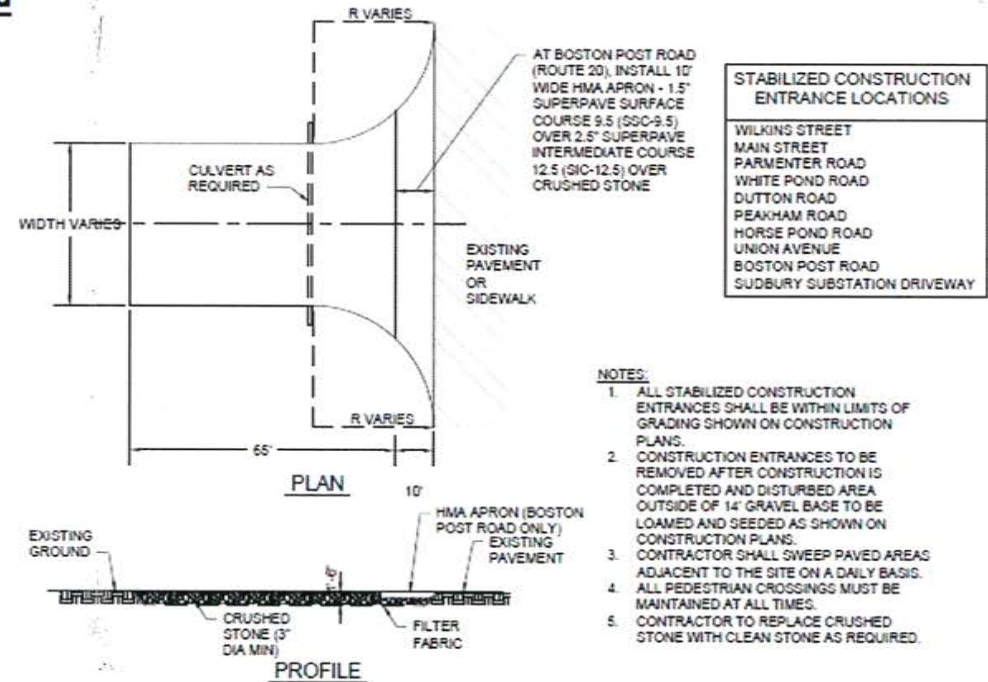 R VARIES
AT BOSTON POST ROAD
(ROUTE 20), INSTALL 10'
WIDE HMA APRON - 1.5"
SUPERPAVE SURFACE
COURSE 9.5 (SSC-9.5)
OVER 2.5" SUPERPAVE
INTERMEDIATE COURSE
12.5 (SIC-12.5) OVER
CRUSHED STONE
STABILIZED CONSTRUCTION
ENTRANCE LOCATIONS
WILKINS STREET
MAIN STREET
PARMENTER ROAD
WHITE POND ROAD
DUTTON ROAD
PEAKHAM ROAD
HORSE POND ROAD
UNION AVENUE
BOSTON POST ROAD
SUDBURY SUBSTATION DRIVEWAY
CULVERT AS
REQUIRED
WIDTH VARIES
EXISTING
PAVEMENT
OR
SIDEWALK
R VARIES
65'
10'
PLAN
NOTES:
1. ALL STABILIZED CONSTRUCTION
ENTRANCES SHALL BE WITHIN LIMITS OF
GRADING SHOWN ON CONSTRUCTION
PLANS.
2. CONSTRUCTION ENTRANCES TO BE
REMOVED AFTER CONSTRUCTION IS
COMPLETED AND DISTURBED AREA
OUTSIDE OF 14' GRAVEL BASE TO BE
LOAMED AND SEEDED AS SHOWN ON
CONSTRUCTION PLANS.
3. CONTRACTOR SHALL SWEEP PAVED AREAS
ADJACENT TO THE SITE ON A DAILY BASIS.
4. ALL PEDESTRIAN CROSSINGS MUST BE
MAINTAINED AT ALL TIMES.
5. CONTRACTOR TO REPLACE CRUSHED
STONE WITH CLEAN STONE AS REQUIRED.
EXISTING
GROUND
HMA APRON (BOSTON
POST ROAD ONLY)
EXISTING
PAVEMENT
CRUSHED
STONE (3"
DIA MIN)
FILTER
FABRIC
PROFILE